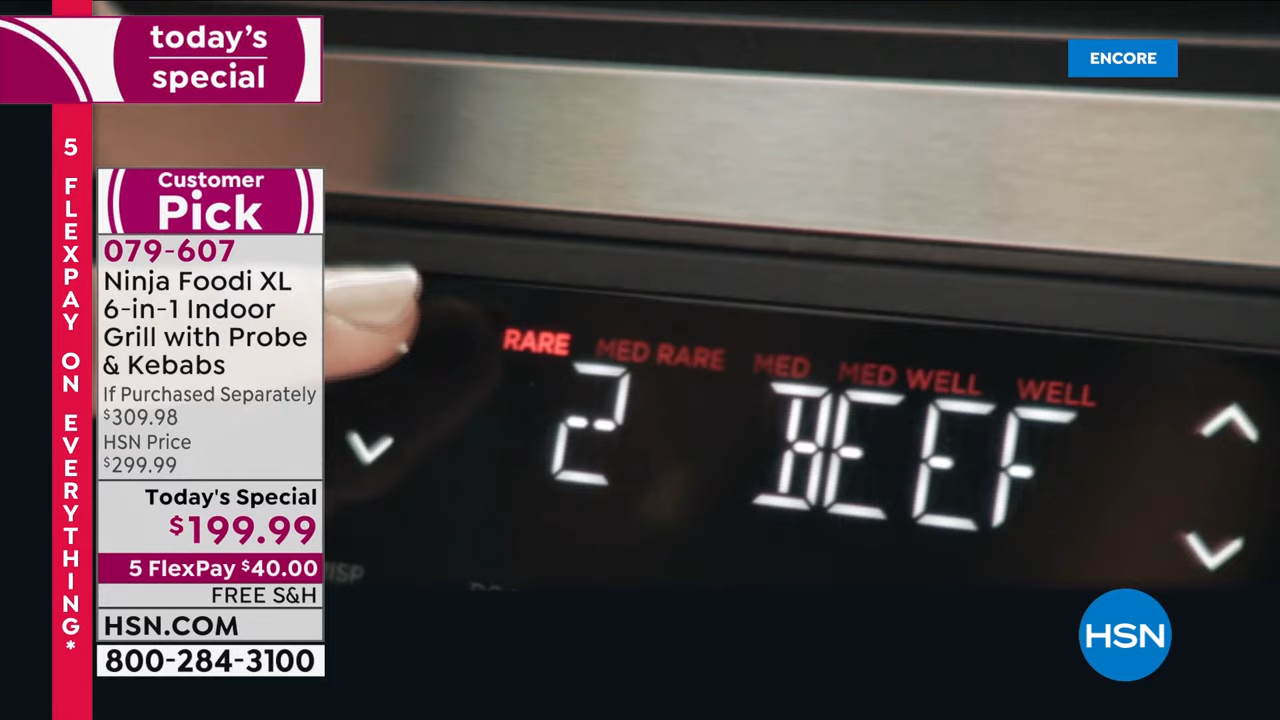 today's
special
ENCORE
5 FLEXPAY ON EVERYTHING*
Customer
Pick
079-607
Ninja Foodi XL
6-in-1 Indoor
Grill with Probe
& Kebabs
If Purchased Separately
$309.98
HSN Price
$299.99
Today's Special
$199.99
5 FlexPay $40.00
FREE S&H
HSN.COM
800-284-3100
RARE MED RARE MED MED WELL WELL
2 BEEF
HSN